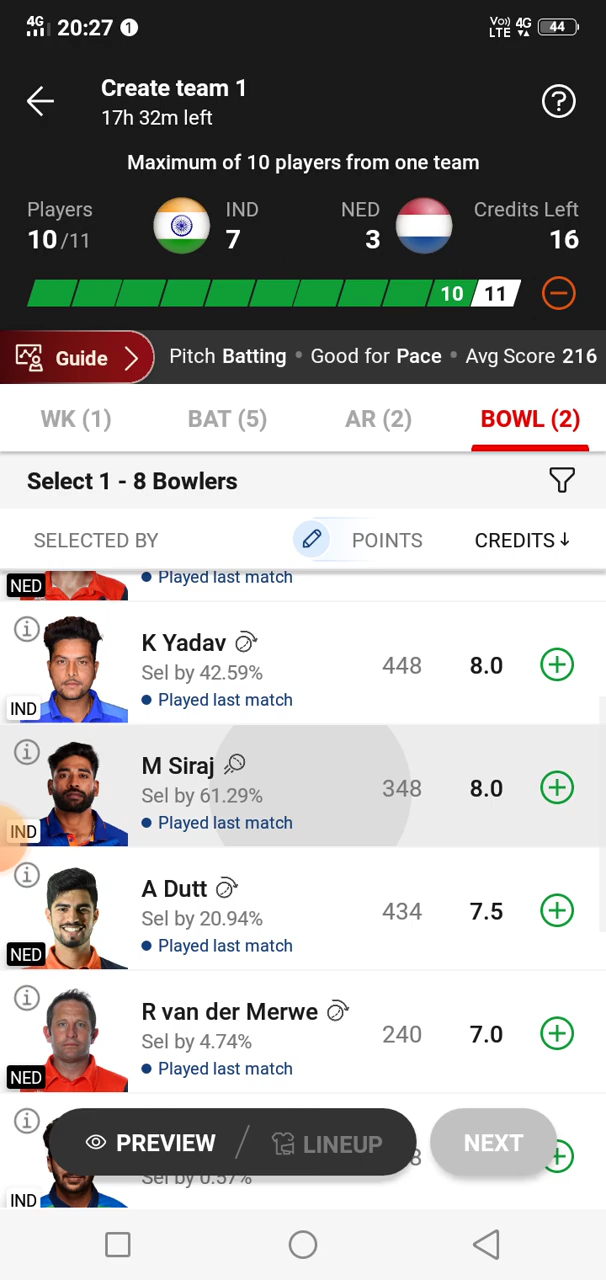 4G 20:27 1 Vo) LTE 4G 44
Create team 1
17h 32m left
?
Maximum of 10 players from one team
Players IND NED Credits Left
10/11 7 3 16
10 11
Guide Pitch Batting • Good for Pace • Avg Score 216
WK (1) BAT (5) AR (2) BOWL (2)
Select 1 - 8 Bowlers
SELECTED BY POINTS CREDITS↓
NED • Played last match
K Yadav
Sel by 42.59% 448 8.0
IND • Played last match
M Siraj
Sel by 61.29% 348 8.0
IND • Played last match
A Dutt
Sel by 20.94% 434 7.5
NED • Played last match
R van der Merwe
Sel by 4.74% 240 7.0
NED • Played last match
PREVIEW / LINEUP NEXT
Sel by 0.57%
IND